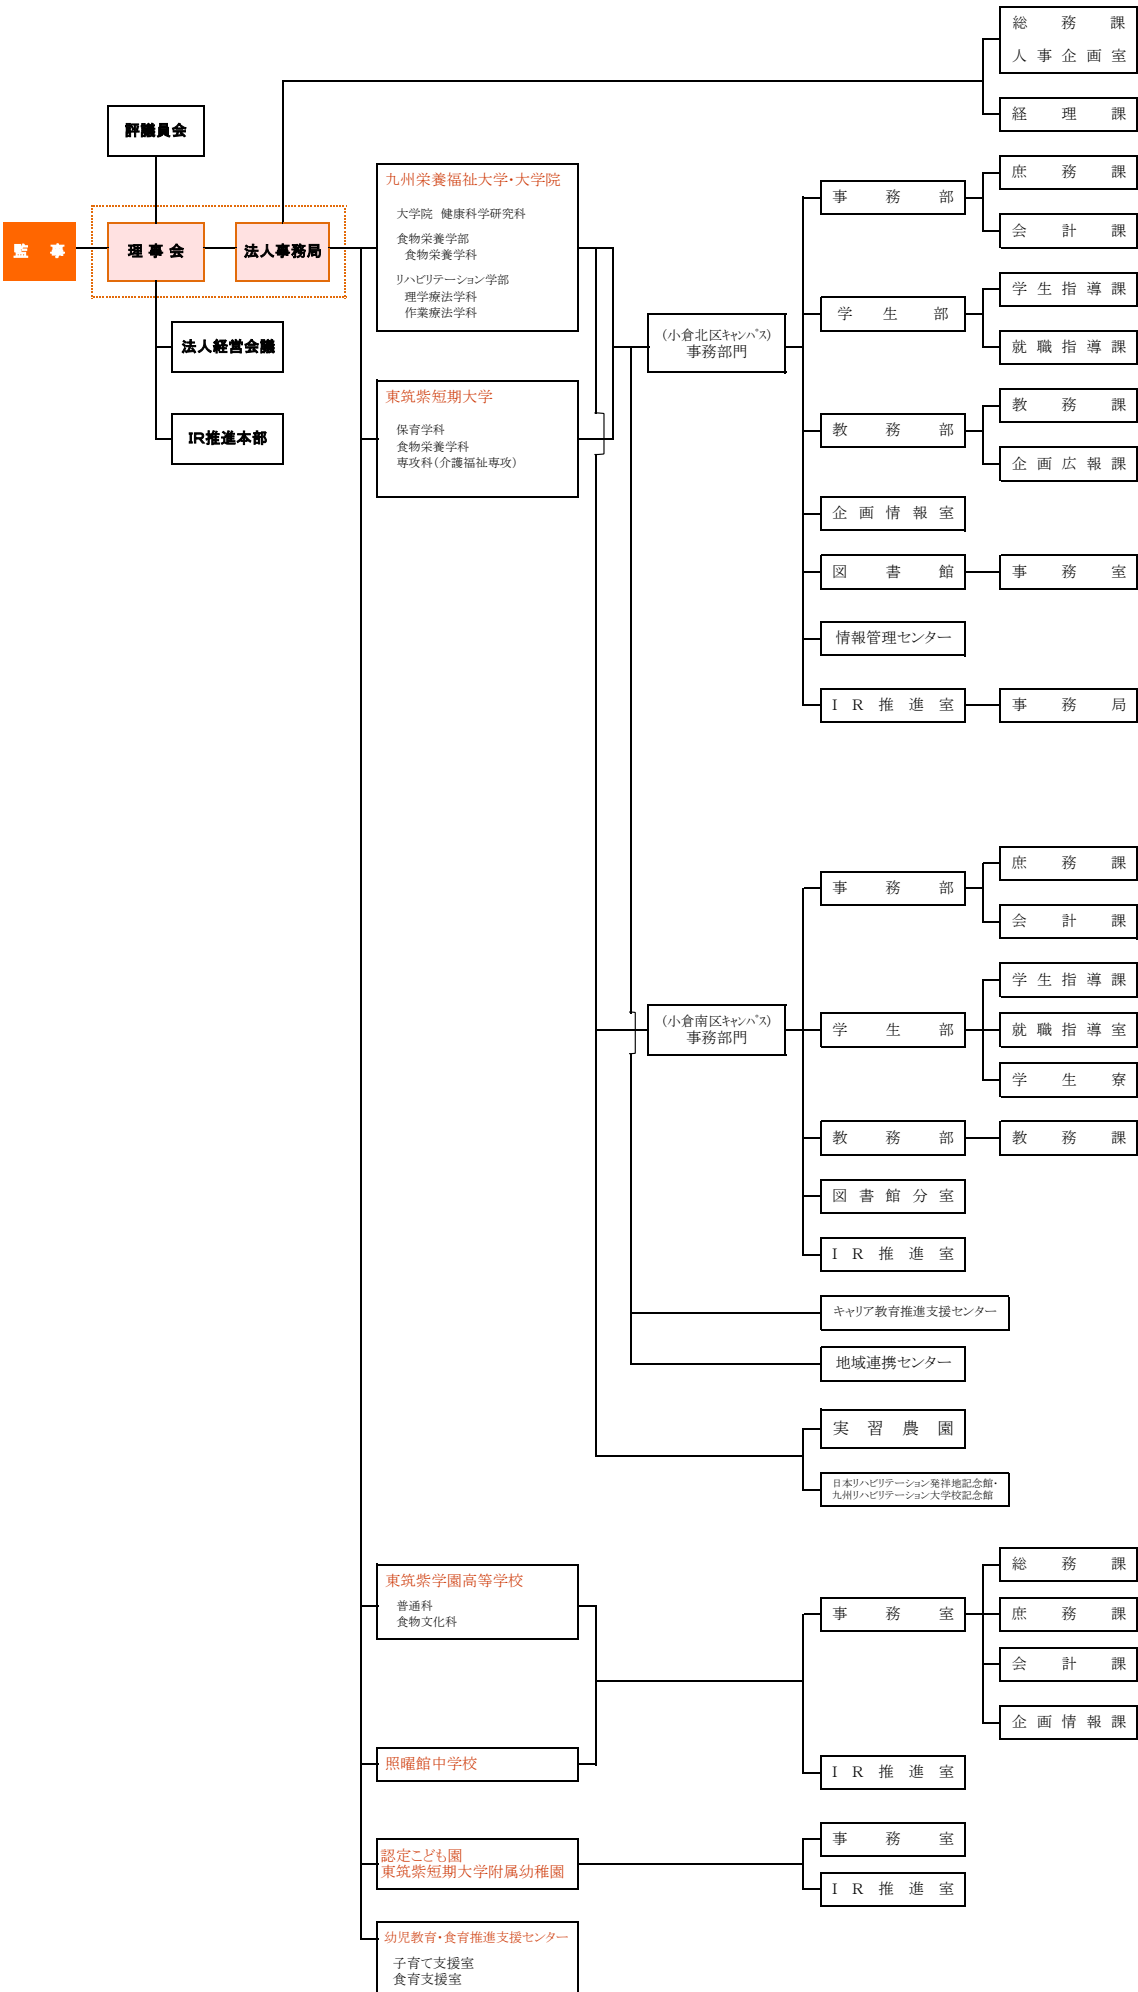 総務課
人事企画室
経理課
評議員会
監事
理事会
法人事務局
法人経営会議
IR推進本部
九州栄養福祉大学・大学院
大学院 健康科学研究科
食物栄養学部
食物栄養学科
リハビリテーション学部
理学療法学科
作業療法学科
東筑紫短期大学
保育学科
食物栄養学科
専攻科(介護福祉専攻)
(小倉北区ｷｬﾝﾊﾟｽ)
事務部門
事務部
庶務課
会計課
学生部
学生指導課
就職指導課
教務部
教務課
企画広報課
企画情報室
図書館
事務室
情報管理センター
IR推進室
事務局
(小倉南区ｷｬﾝﾊﾟｽ)
事務部門
事務部
庶務課
会計課
学生部
学生指導課
就職指導室
学生寮
教務部
教務課
図書館分室
IR推進室
キャリア教育推進支援センター
地域連携センター
実習農園
日本リハビリテーション発祥地記念館・
九州リハビリテーション大学校記念館
東筑紫学園高等学校
普通科
食物文化科
照曜館中学校
事務室
総務課
庶務課
会計課
企画情報課
IR推進室
認定こども園
東筑紫短期大学附属幼稚園
事務室
IR推進室
幼児教育・食育推進支援センター
子育て支援室
食育支援室